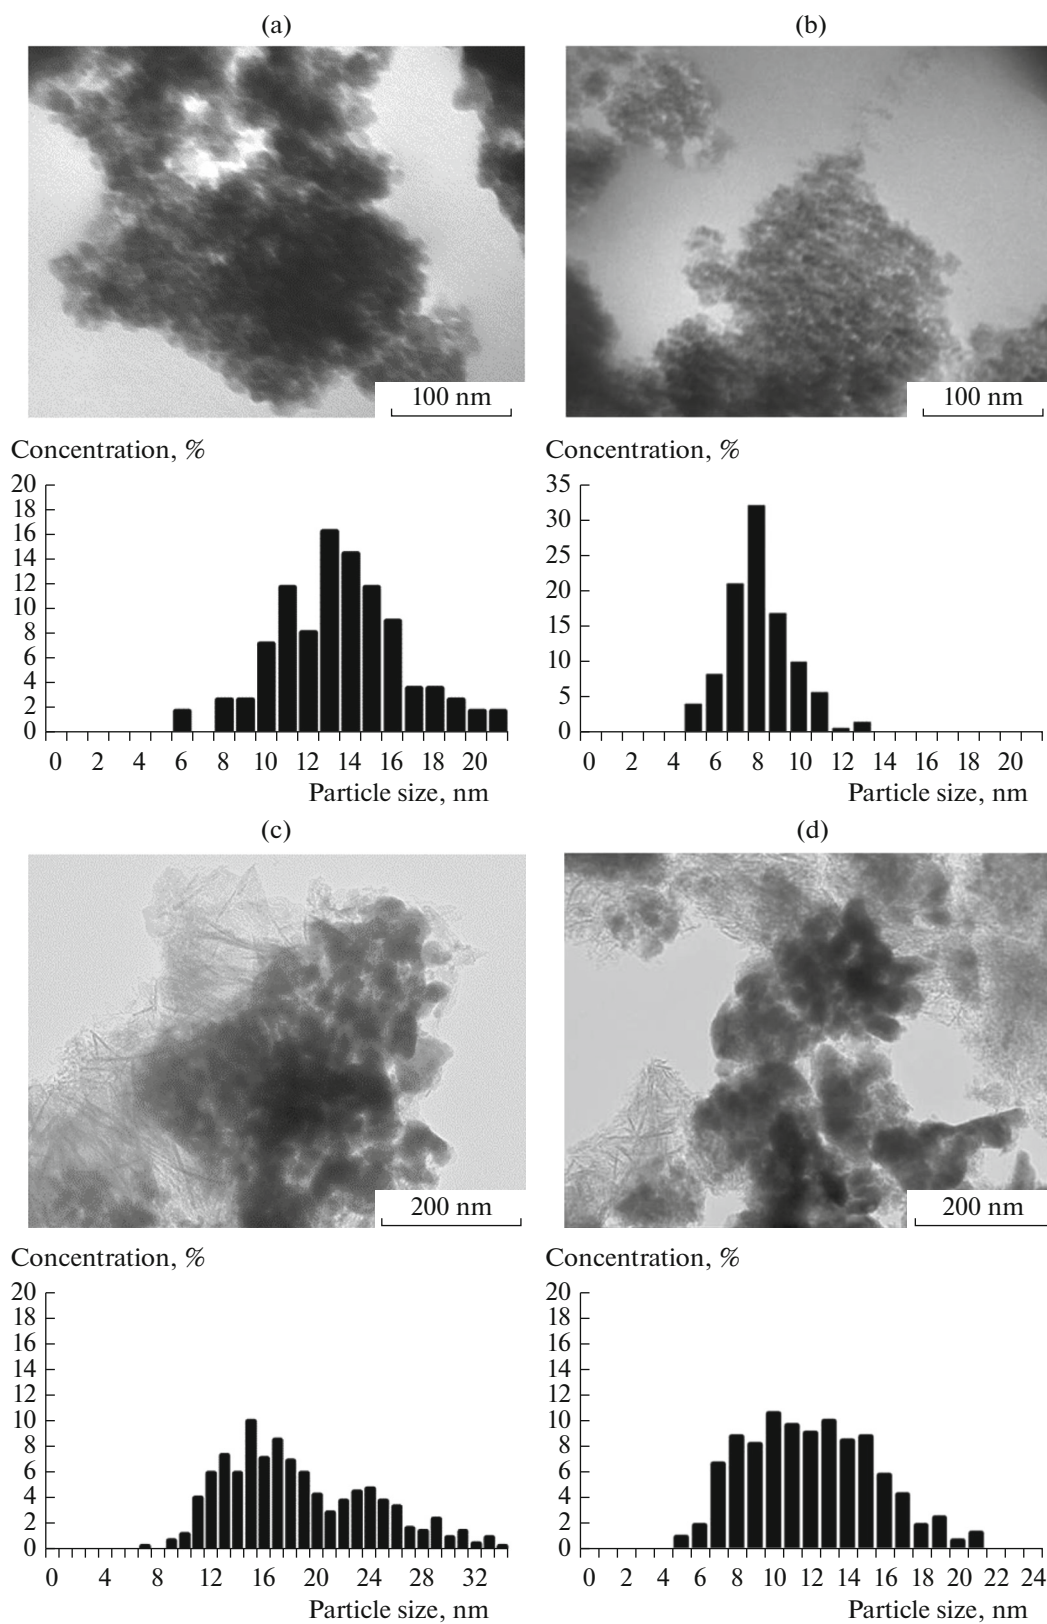 (a)
(b)
100 nm
100 nm
Concentration, %
Concentration, %
20
18
16
14
12
10
8
6
4
2
0
0 2 4 6 8 10 12 14 16 18 20
Particle size, nm
35
30
25
20
15
10
5
0
0 2 4 6 8 10 12 14 16 18 20
Particle size, nm
(c)
(d)
200 nm
200 nm
Concentration, %
Concentration, %
20
18
16
14
12
10
8
6
4
2
0
0 4 8 12 16 20 24 28 32
Particle size, nm
20
18
16
14
12
10
8
6
4
2
0
0 2 4 6 8 10 12 14 16 18 20 22 24
Particle size, nm